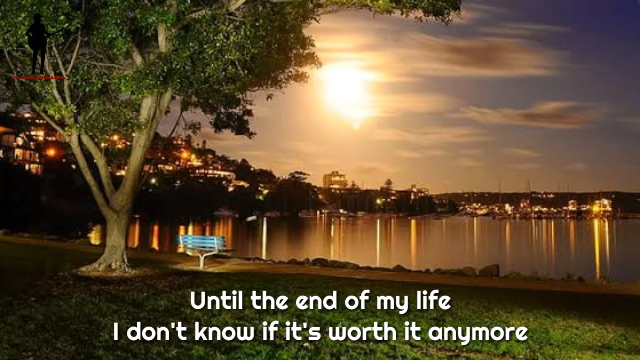 Until the end of my life
I don't know if it's worth it anymore